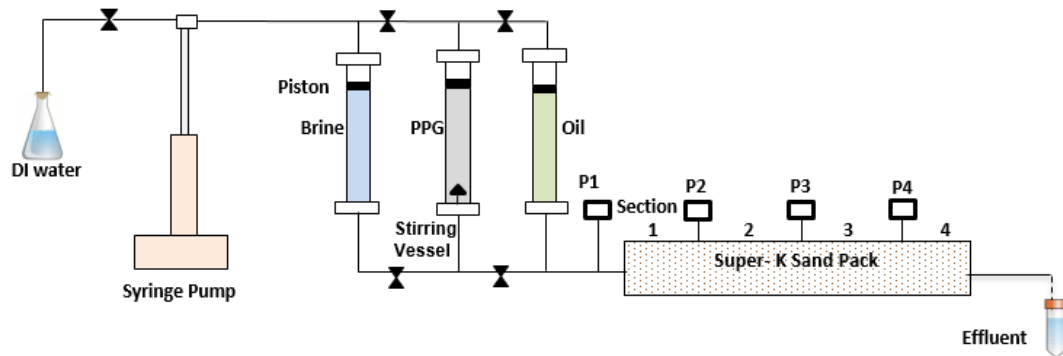 Piston
Brine
PPG
Oil
DI water
Stirring
Vessel
Syringe Pump
P1
Section
P2
P3
P4
1
2
3
4
Super- K Sand Pack
Effluent